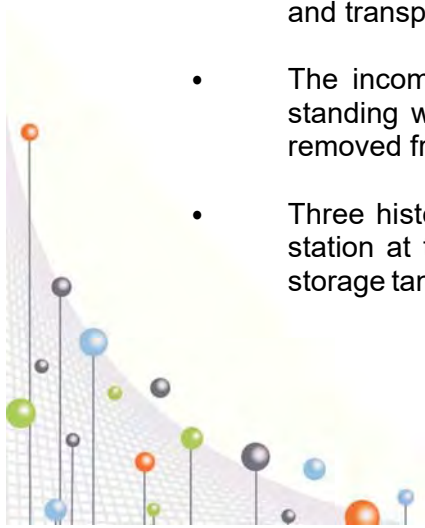 and transp
• The incom
standing w
removed fr
• Three histo
station at t
storage tan